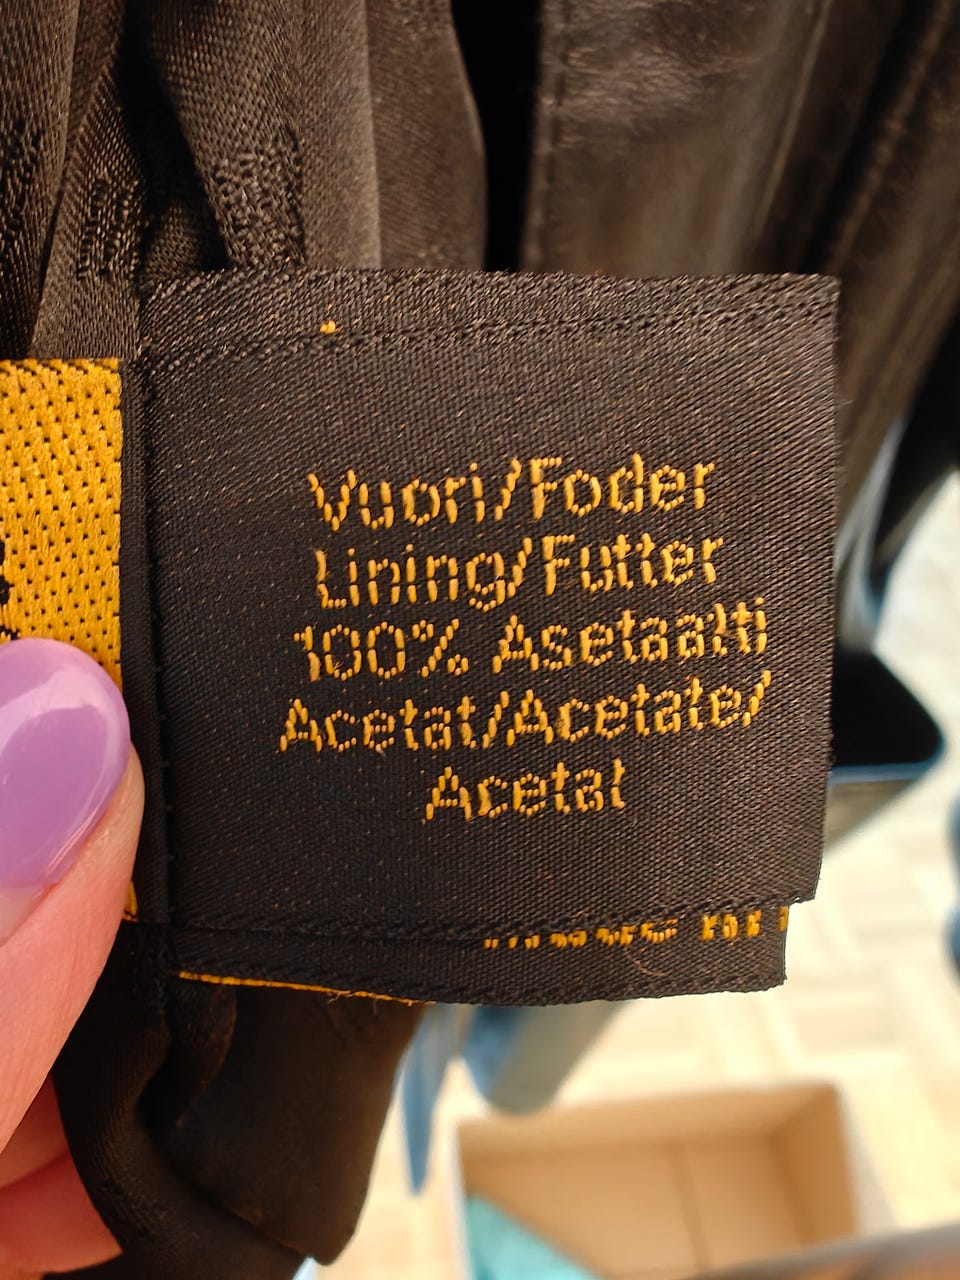 Vuori/Foder
Lining/Futter
100% Asetaatti
Acetat/Acetate/
Acetat